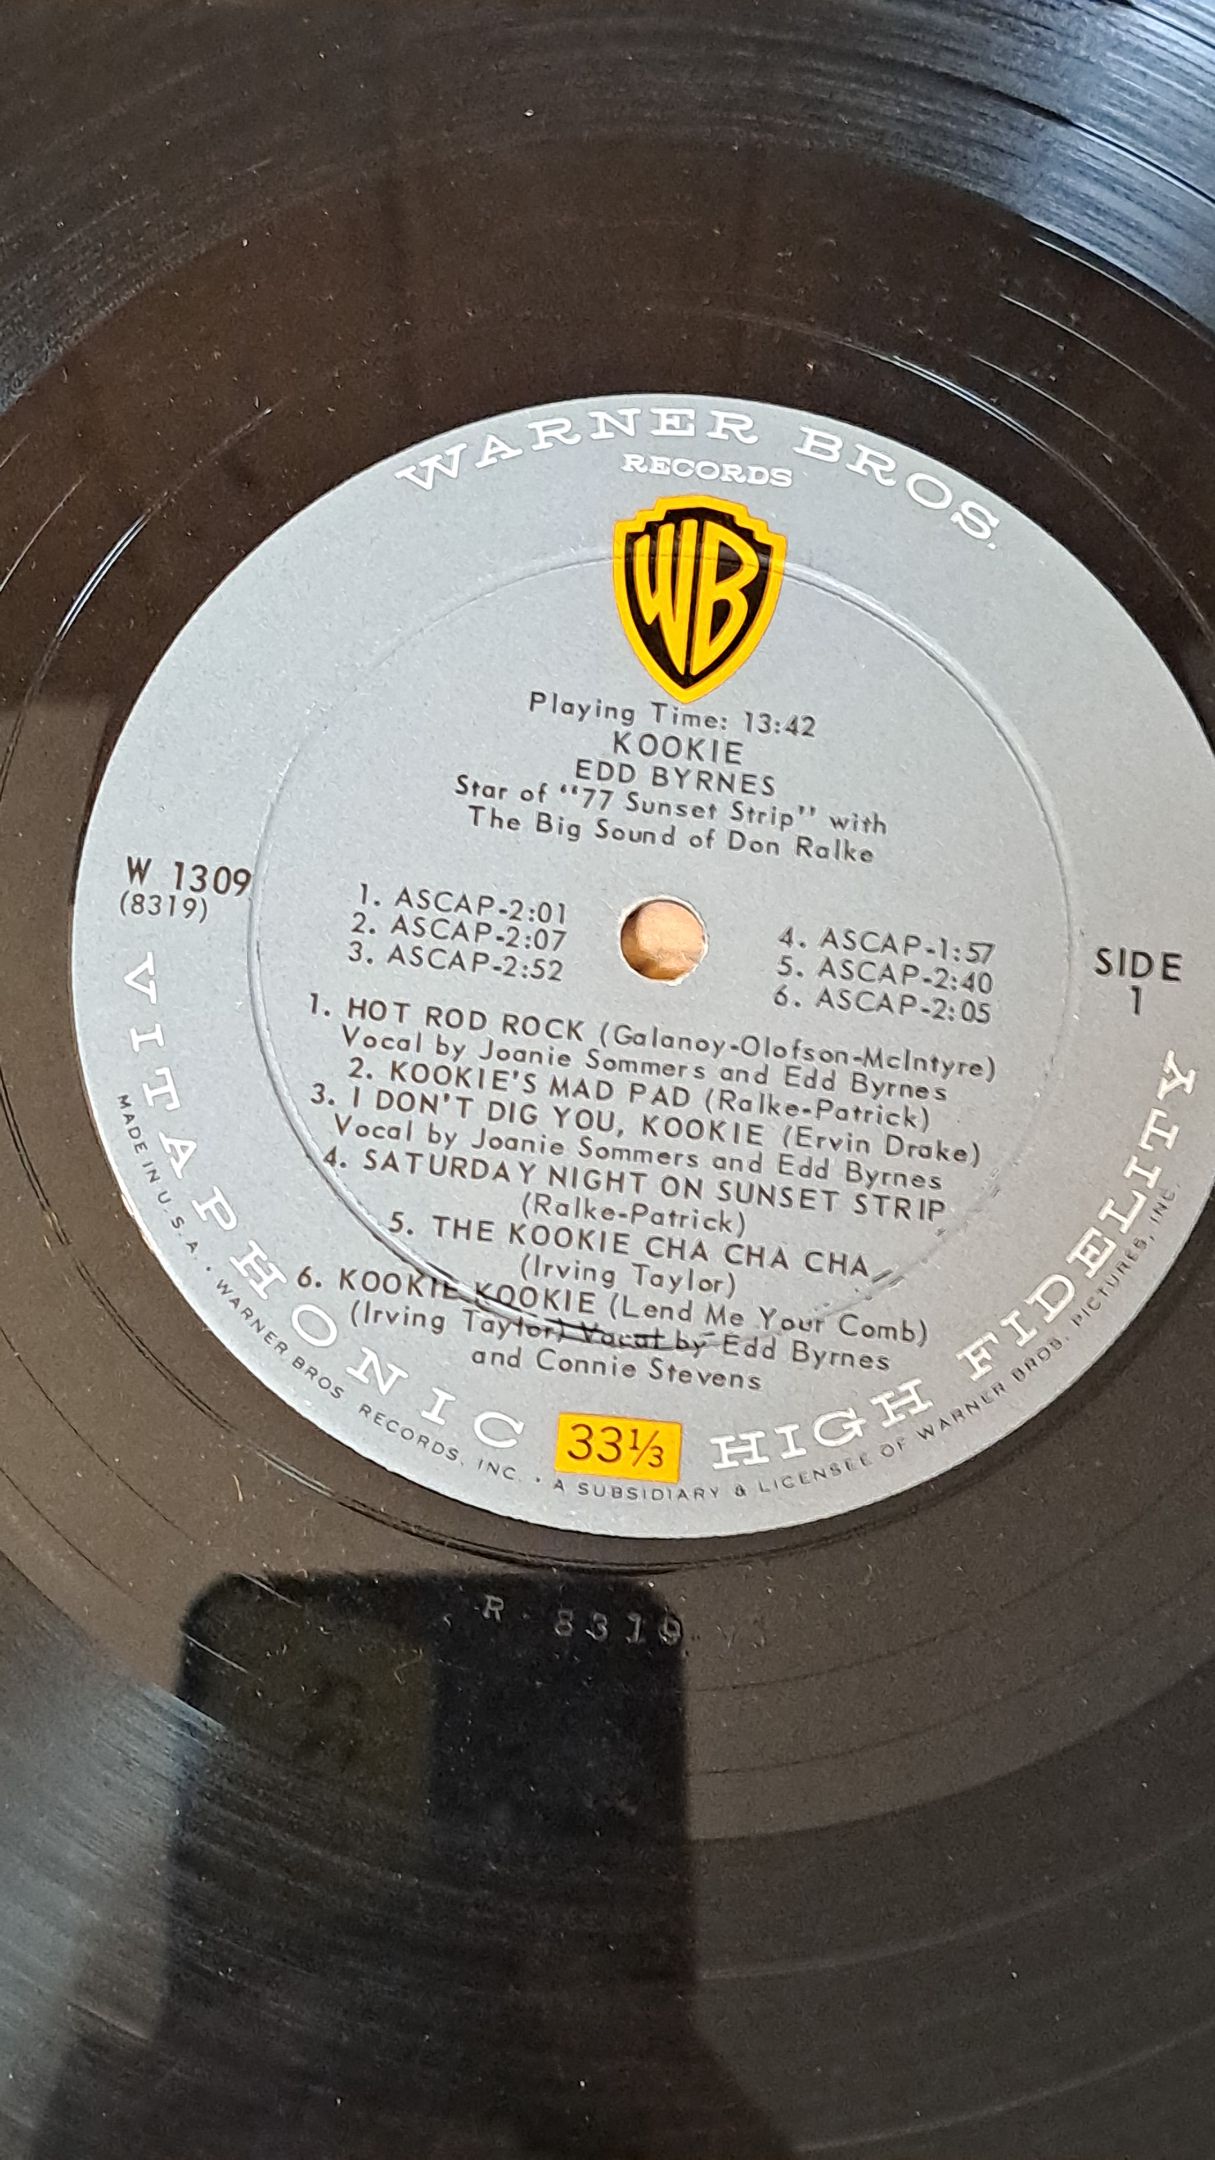 WARNER BROS.
RECORDS
WB
Playing Time: 13:42
KOOKIE
EDD BYRNES
Star of "77 Sunset Strip" with
The Big Sound of Don Ralke
W 1309
(8319)
1. ASCAP-2:01
2. ASCAP-2:07
3. ASCAP-2:52
4. ASCAP-1:57
5. ASCAP-2:40
6. ASCAP-2:05
SIDE
1
1. HOT ROD ROCK (Galanoy-Olofson-McIntyre)
Vocal by Joanie Sommers and Edd Byrnes
2. KOOKIE'S MAD PAD (Ralke-Patrick)
3. I DON'T DIG YOU, KOOKIE (Ervin Drake)
Vocal by Joanie Sommers and Edd Byrnes
4. SATURDAY NIGHT ON SUNSET STRIP
(Ralke-Patrick)
5. THE KOOKIE CHA CHA CHA
(Irving Taylor)
6. KOOKIE KOOKIE (Lend Me Your Comb)
(Irving Taylor) Vocal by Edd Byrnes
and Connie Stevens
VITAPHONIC HIGH FIDELITY
33⅓
MADE IN U.S.A. • WARNER BROS RECORDS, INC. • A SUBSIDIARY & LICENSEE OF WARNER BROS. PICTURES, INC.
R 8319